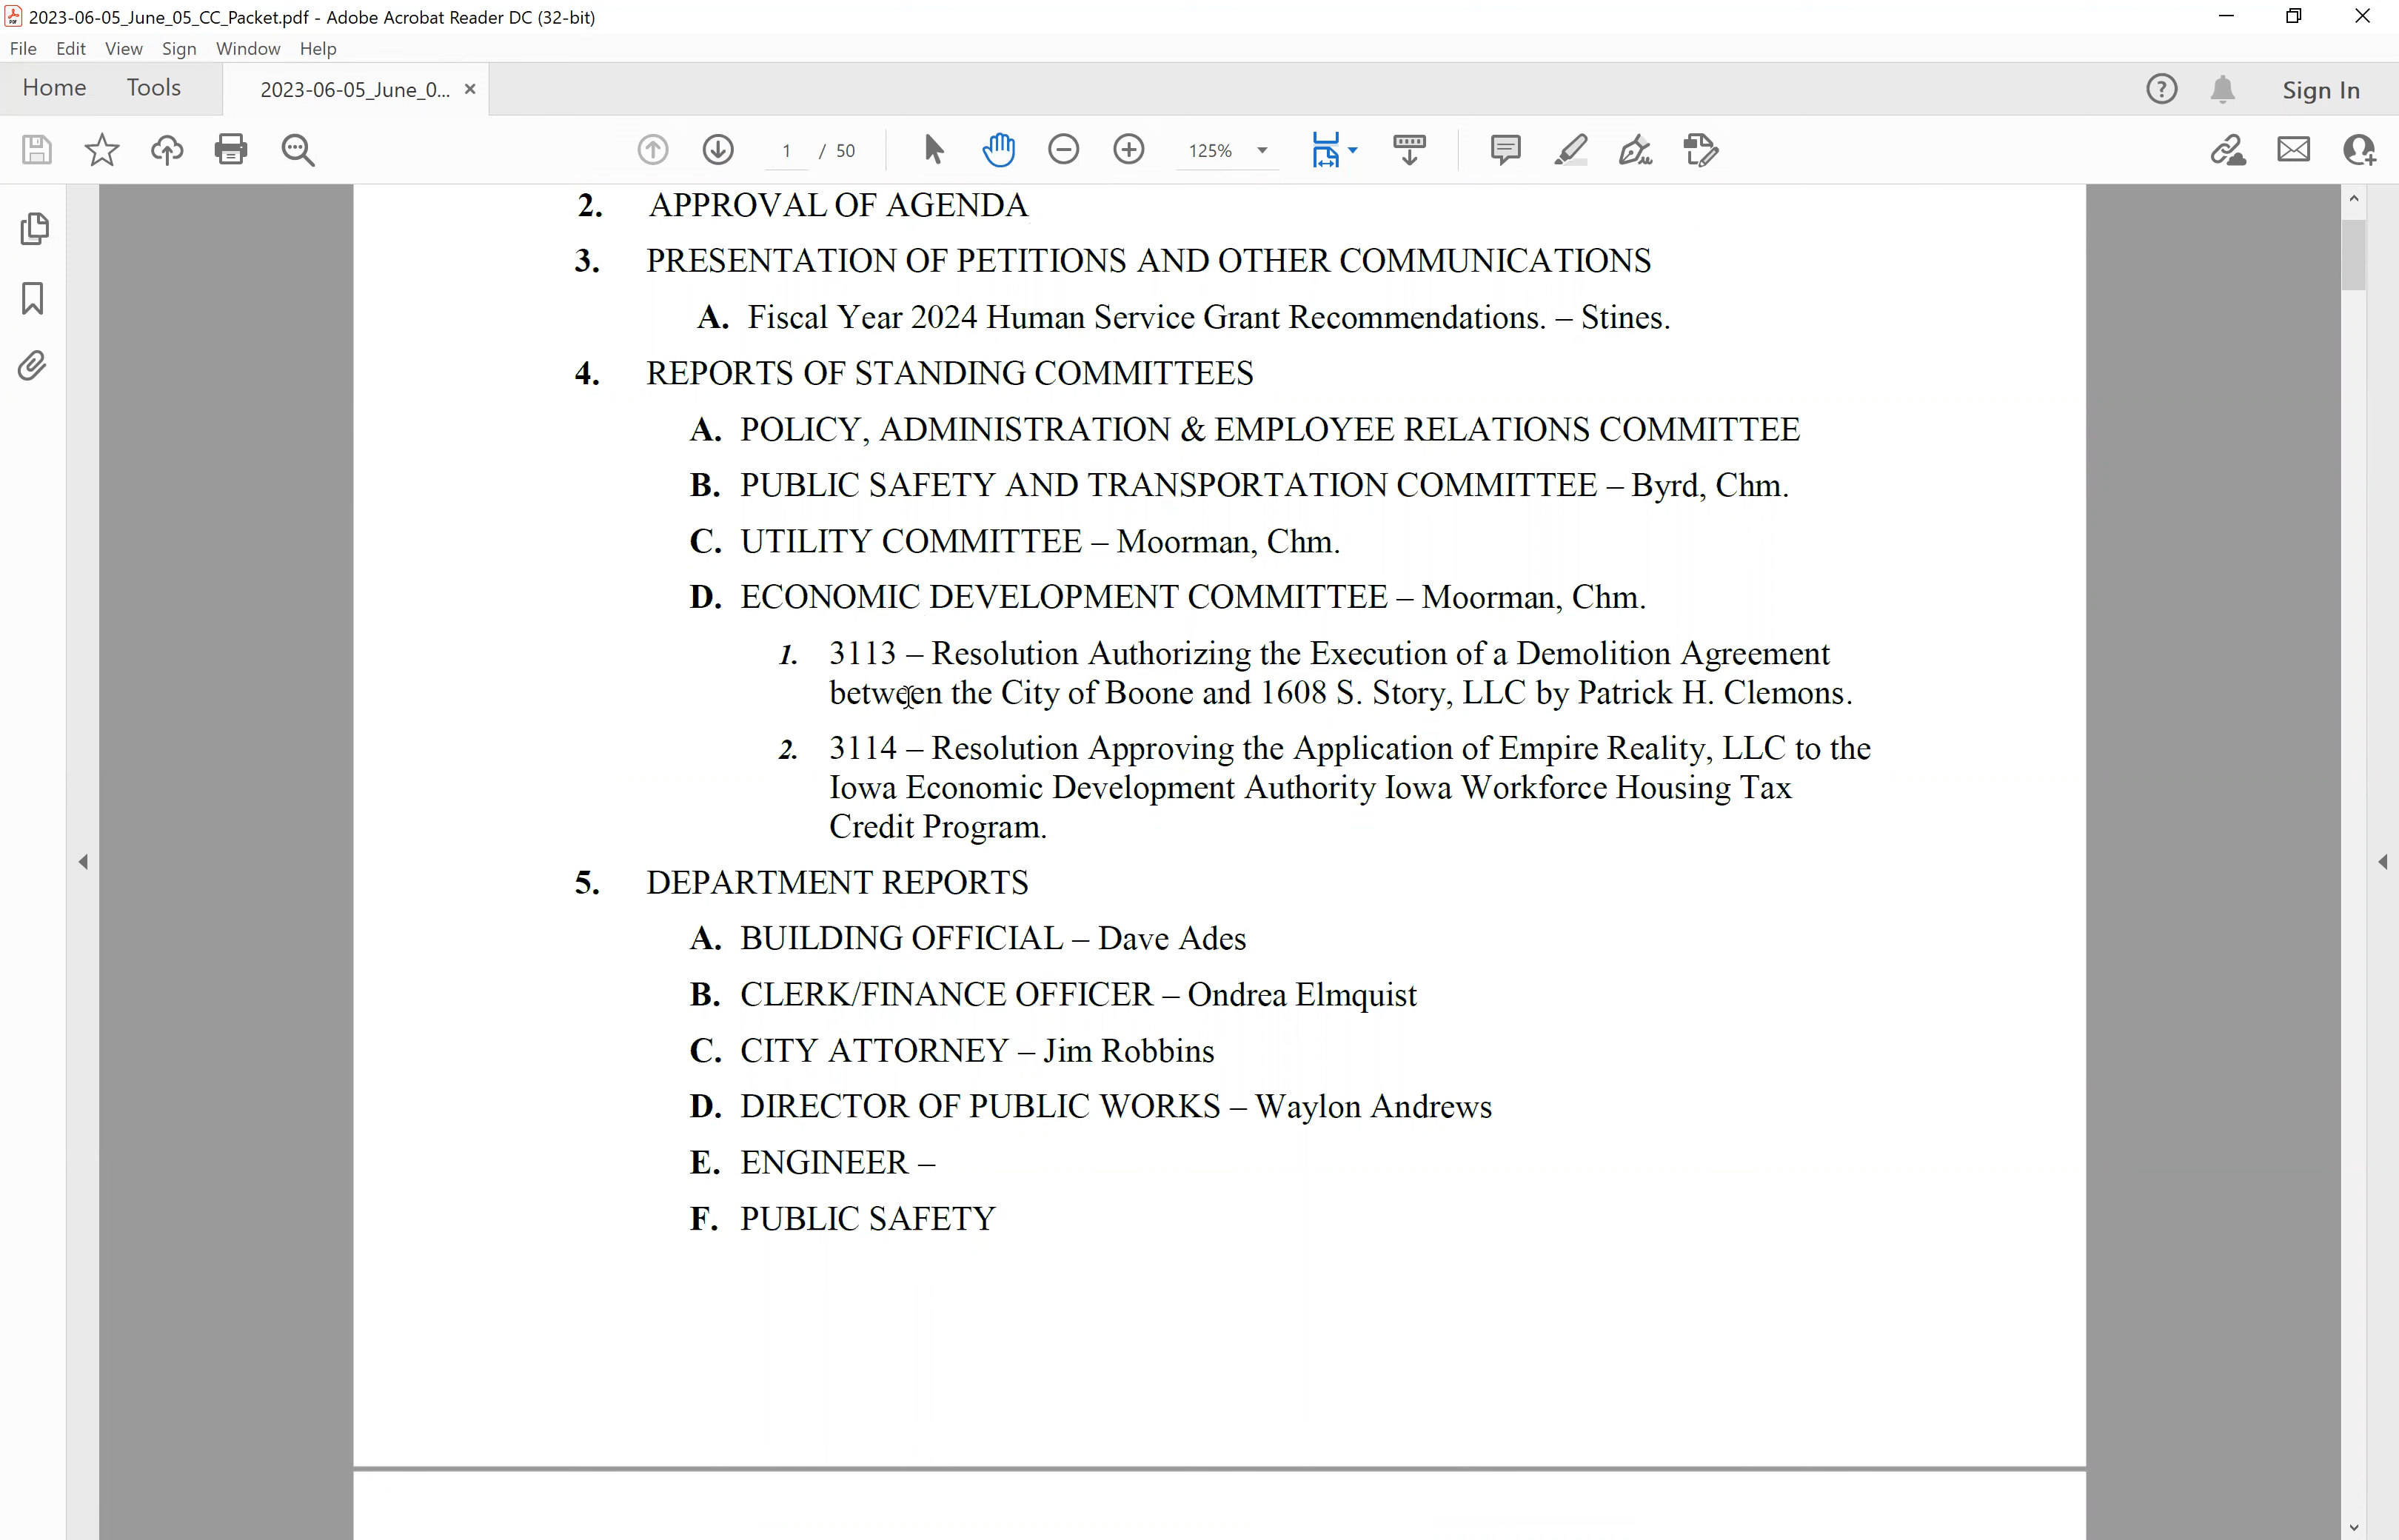 2023-06-05_June_05_CC_Packet.pdf - Adobe Acrobat Reader DC (32-bit)
File Edit View Sign Window Help
Home Tools 2023-06-05_June_0... × Sign In
1 / 50 125%
2. APPROVAL OF AGENDA
3. PRESENTATION OF PETITIONS AND OTHER COMMUNICATIONS
A. Fiscal Year 2024 Human Service Grant Recommendations. – Stines.
4. REPORTS OF STANDING COMMITTEES
A. POLICY, ADMINISTRATION & EMPLOYEE RELATIONS COMMITTEE
B. PUBLIC SAFETY AND TRANSPORTATION COMMITTEE – Byrd, Chm.
C. UTILITY COMMITTEE – Moorman, Chm.
D. ECONOMIC DEVELOPMENT COMMITTEE – Moorman, Chm.
1. 3113 – Resolution Authorizing the Execution of a Demolition Agreement
between the City of Boone and 1608 S. Story, LLC by Patrick H. Clemons.
2. 3114 – Resolution Approving the Application of Empire Reality, LLC to the
Iowa Economic Development Authority Iowa Workforce Housing Tax
Credit Program.
5. DEPARTMENT REPORTS
A. BUILDING OFFICIAL – Dave Ades
B. CLERK/FINANCE OFFICER – Ondrea Elmquist
C. CITY ATTORNEY – Jim Robbins
D. DIRECTOR OF PUBLIC WORKS – Waylon Andrews
E. ENGINEER –
F. PUBLIC SAFETY